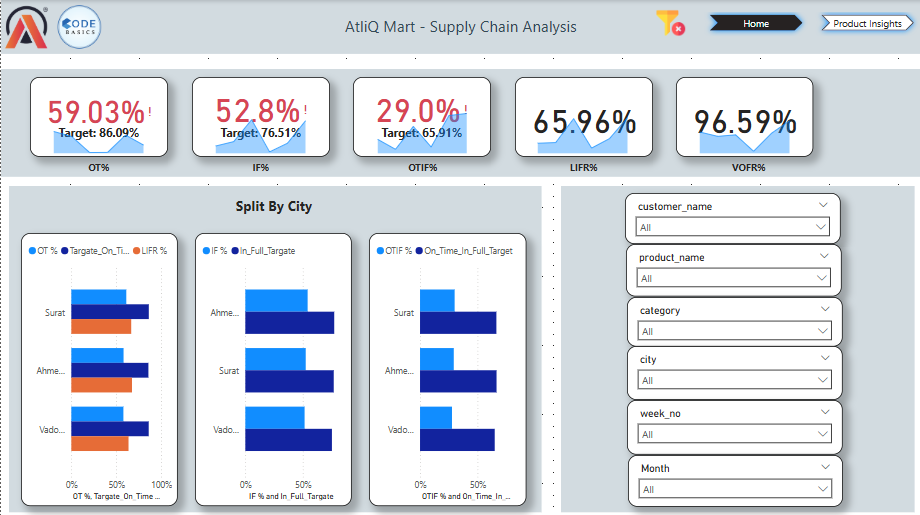 CODE
BASICS
AtliQ Mart - Supply Chain Analysis
Home
Product Insights
59.03%!
Target: 86.09%
OT%
52.8%!
Target: 76.51%
IF%
29.0%!
Target: 65.91%
OTIF%
65.96%
LIFR%
96.59%
VOFR%
Split By City
OT % Targate_On_Ti... LIFR %
Surat
Ahme...
Vado...
0% 50% 100%
OT %, Targate_On_Time ...
IF % In_Full_Targate
Ahme...
Surat
Vado...
0% 50%
IF % and In_Full_Targate
OTIF % On_Time_In_Full_Target
Surat
Ahme...
Vado...
0% 50%
OTIF % and On_Time_In_...
customer_name
All
product_name
All
category
All
city
All
week_no
All
Month
All